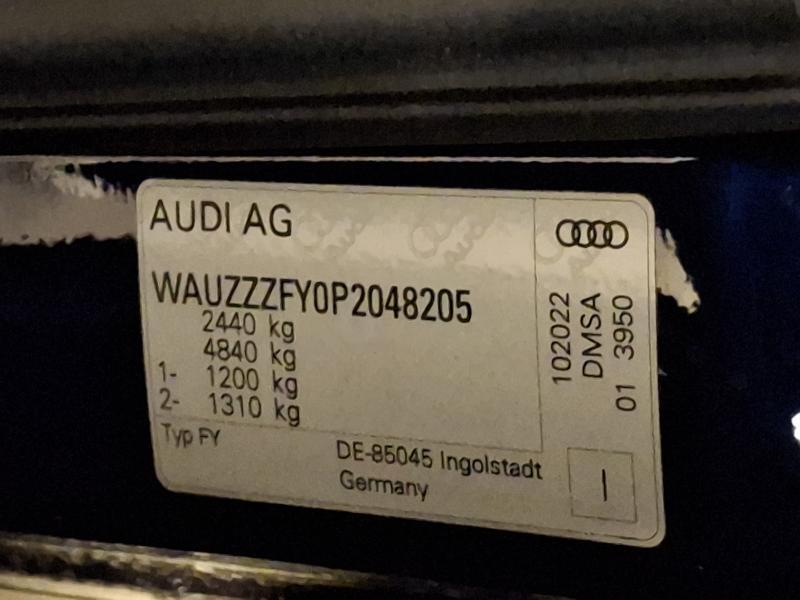 AUDI AG
WAUZZZFY0P2048205
2440 kg
4840 kg
1- 1200 kg
2- 1310 kg
Typ FY
DE-85045 Ingolstadt
Germany
102022
DMSA
01 3950
I